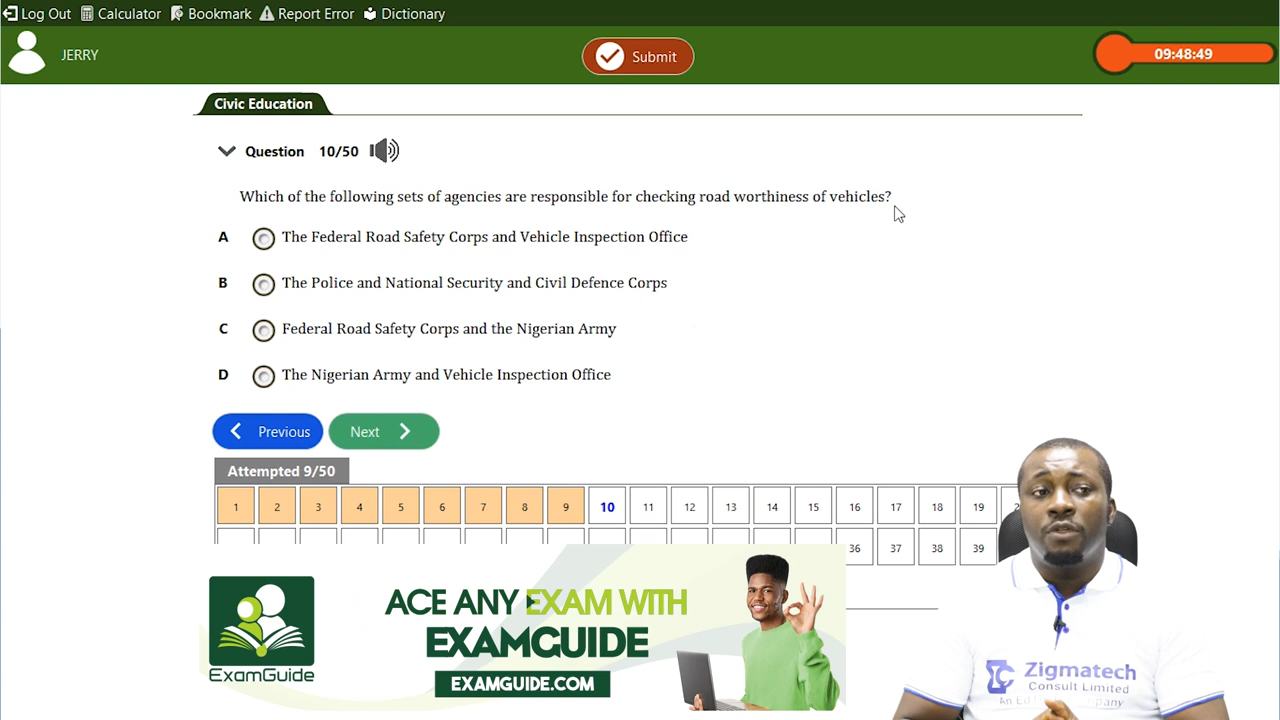 Log Out Calculator Bookmark Report Error Dictionary
JERRY
Submit
09:48:49
Civic Education
Question 10/50
Which of the following sets of agencies are responsible for checking road worthiness of vehicles?
A The Federal Road Safety Corps and Vehicle Inspection Office
B The Police and National Security and Civil Defence Corps
C Federal Road Safety Corps and the Nigerian Army
D The Nigerian Army and Vehicle Inspection Office
Previous Next
Attempted 9/50
1 2 3 4 5 6 7 8 9 10 11 12 13 14 15 16 17 18 19
36 37 38 39
ACE ANY EXAM WITH
EXAMGUIDE
EXAMGUIDE.COM
ExamGuide
Zigmatech
Consult Limited